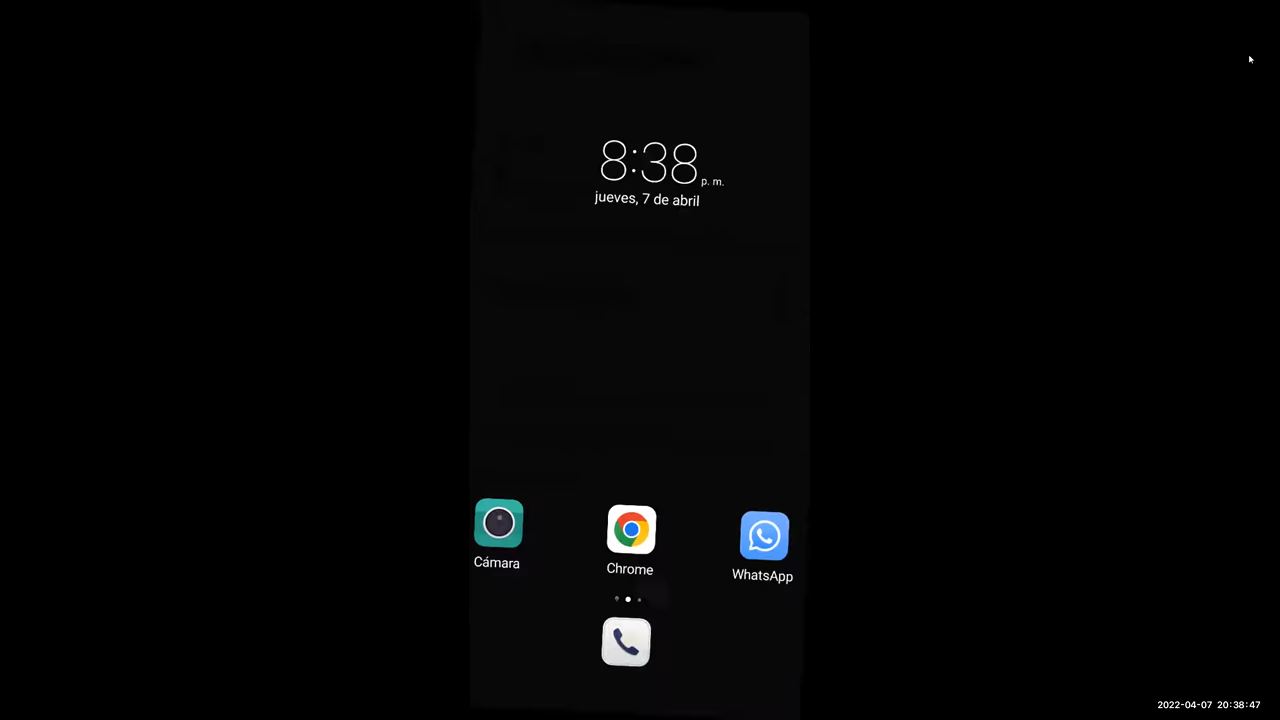 8:38 p. m.
jueves, 7 de abril
Cámara
Chrome
WhatsApp
2022-04-07 20:38:47